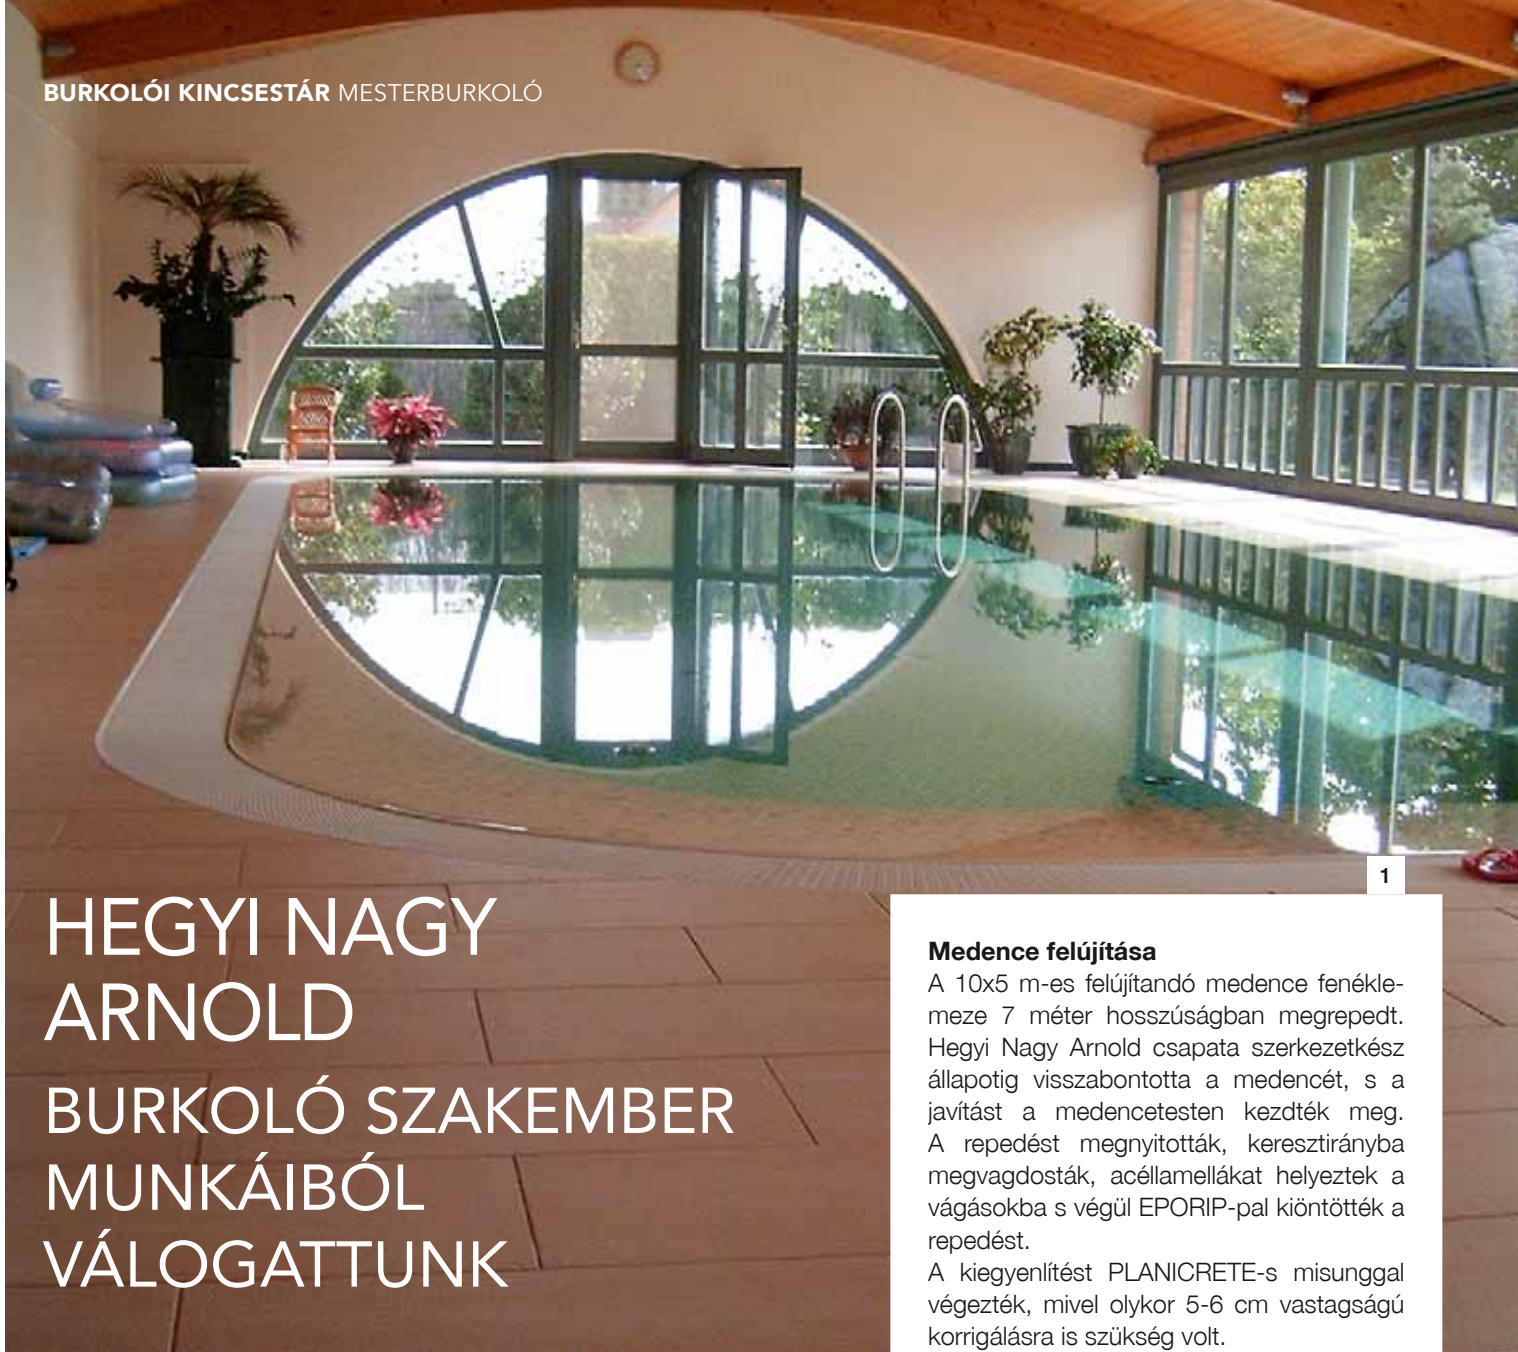 BURKOLÓI KINCSESTÁR MESTERBURKOLÓ
HEGYI NAGY
ARNOLD
BURKOLÓ SZAKEMBER
MUNKÁIBÓL
VÁLOGATTUNK
1
Medence felújítása
A 10x5 m-es felújítandó medence fenékle-
meze 7 méter hosszúságban megrepedt.
Hegyi Nagy Arnold csapata szerkezetkész
állapotig visszabontotta a medencét, s a
javítást a medencetesten kezdték meg.
A repedést megnyitották, keresztirányba
megvagdosták, acéllamellákat helyeztek a
vágásokba s végül EPORIP-pal kiöntötték a
repedést.
A kiegyenlítést PLANICRETE-s misunggal
végezték, mivel olykor 5-6 cm vastagságú
korrigálásra is szükség volt.